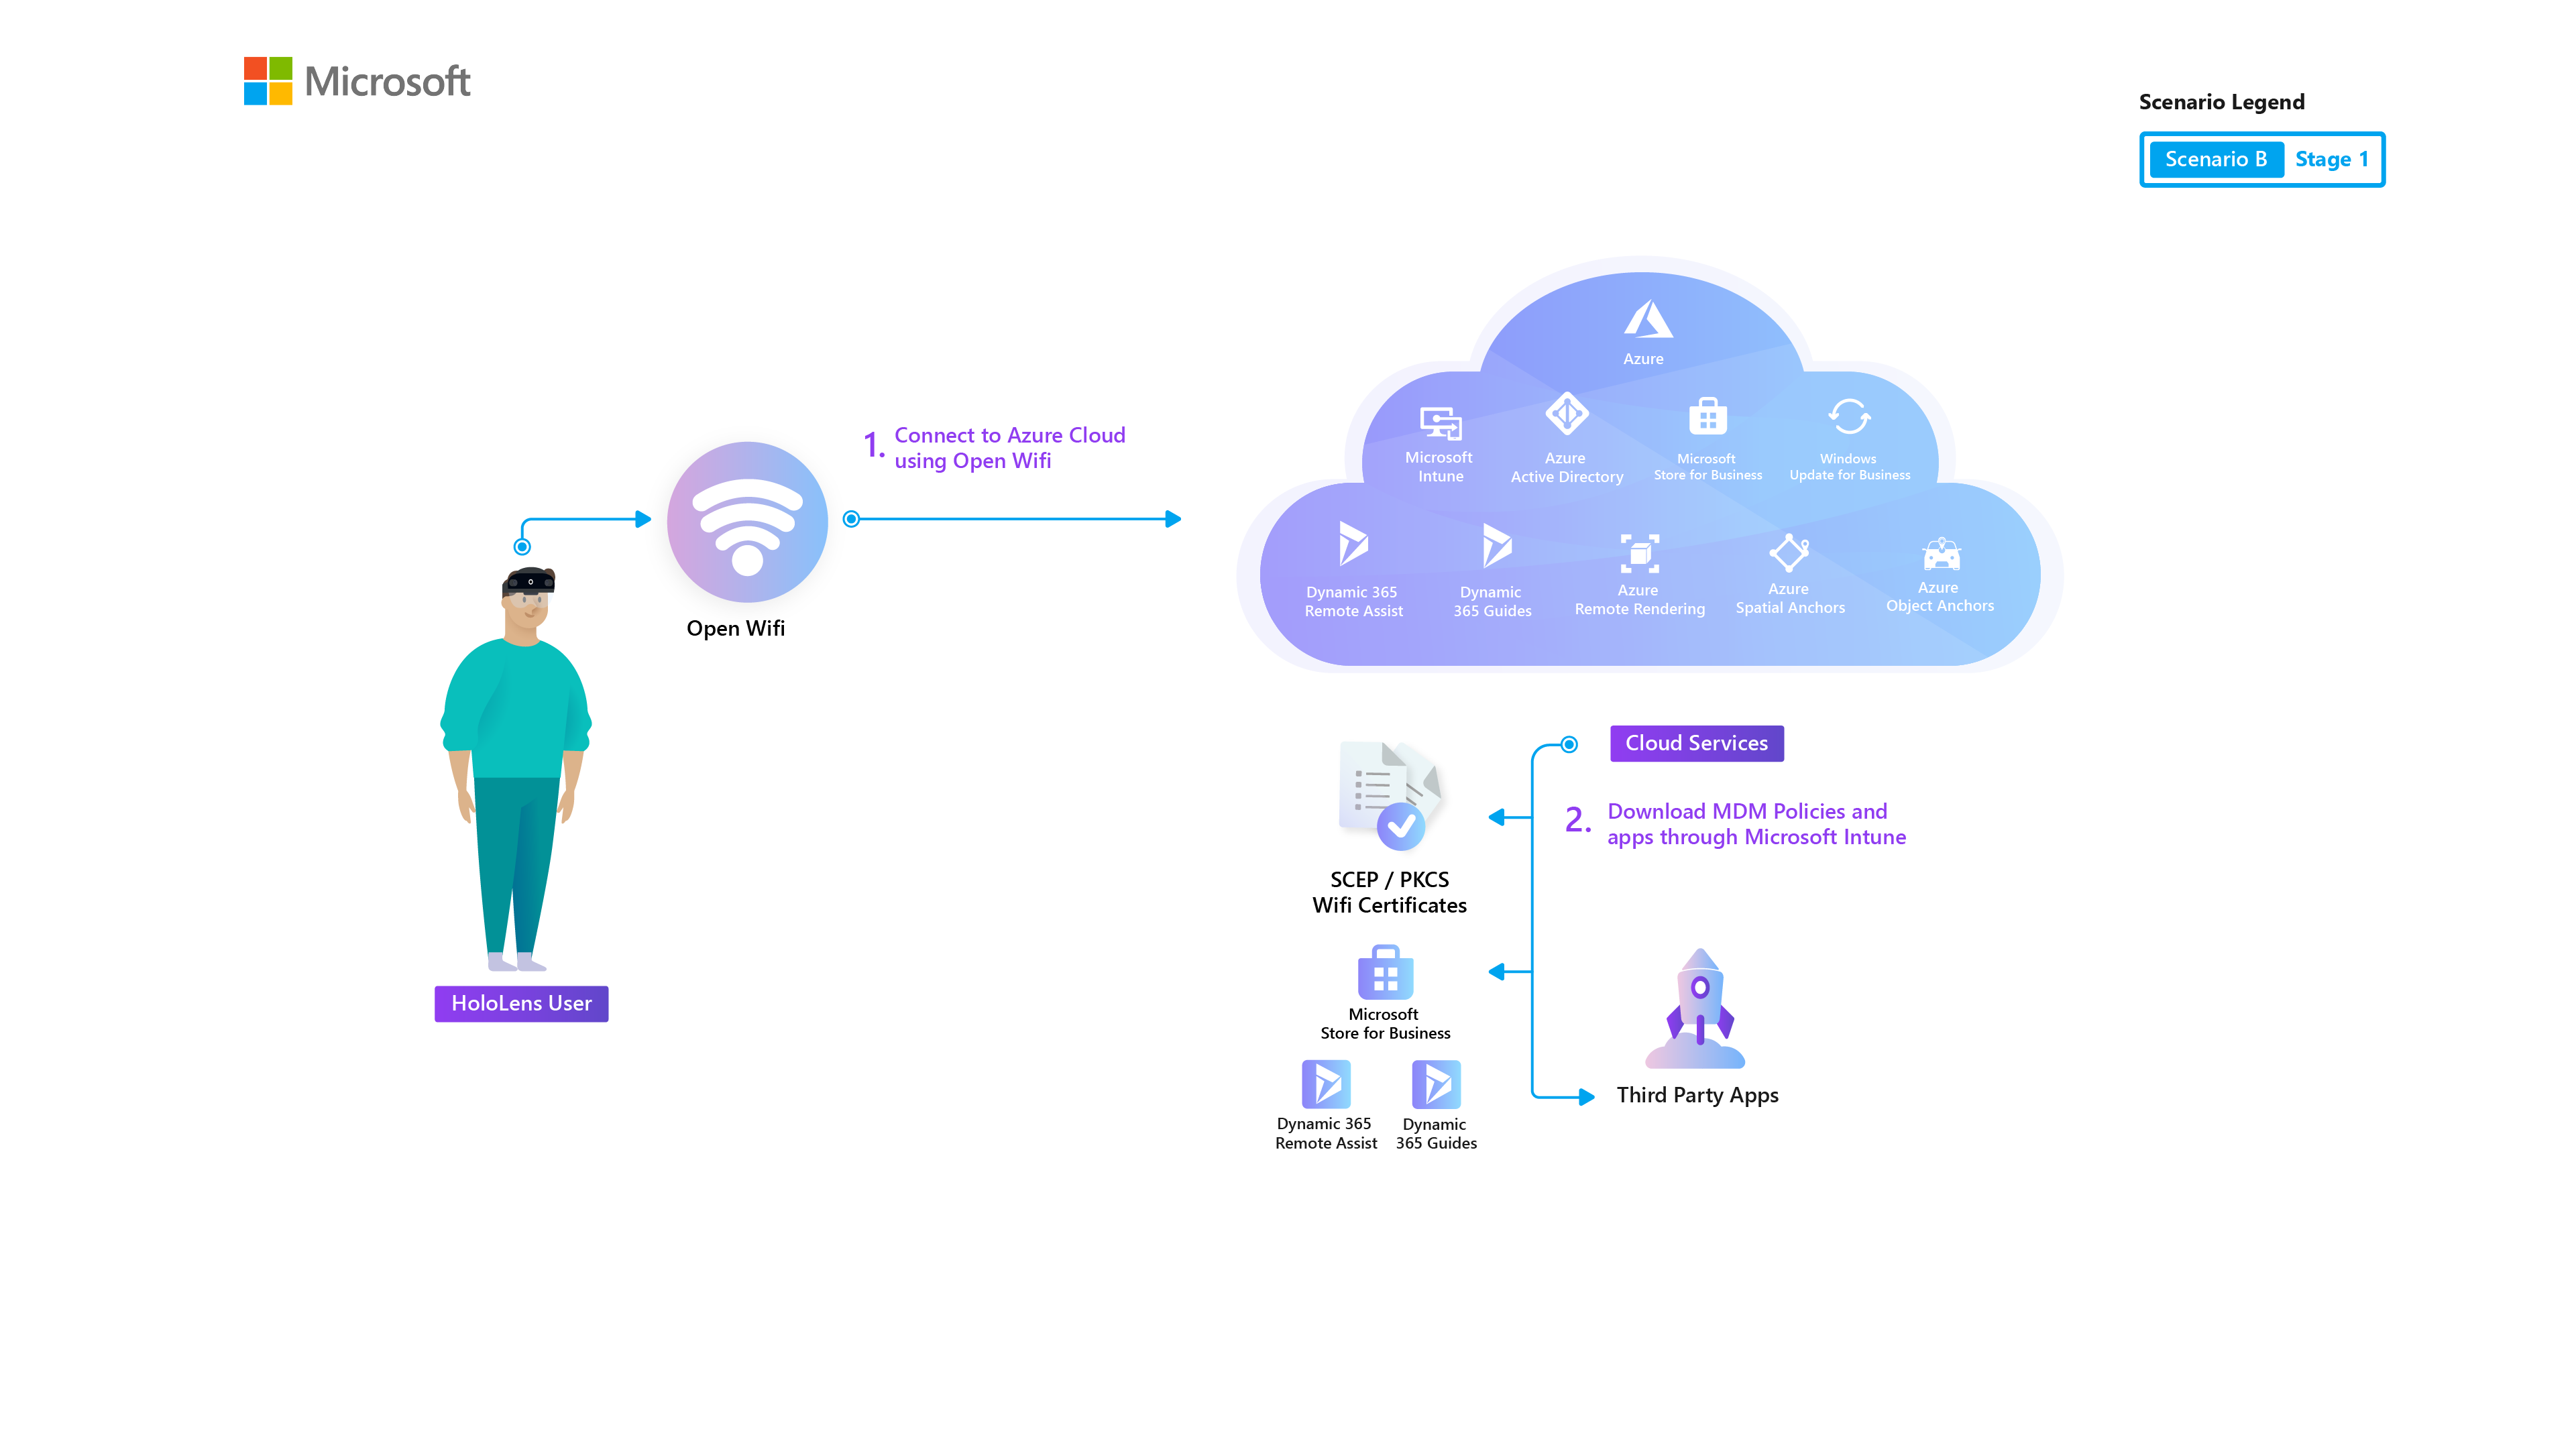 Microsoft
Scenario Legend
Scenario B Stage 1
Azure
Microsoft
Intune
Azure
Active Directory
Microsoft
Store for Business
Windows
Update for Business
Dynamic 365
Remote Assist
Dynamic
365 Guides
Azure
Remote Rendering
Azure
Spatial Anchors
Azure
Object Anchors
1. Connect to Azure Cloud
using Open Wifi
Open Wifi
HoloLens User
Cloud Services
2. Download MDM Policies and
apps through Microsoft Intune
SCEP / PKCS
Wifi Certificates
Microsoft
Store for Business
Dynamic 365
Remote Assist
Dynamic
365 Guides
Third Party Apps